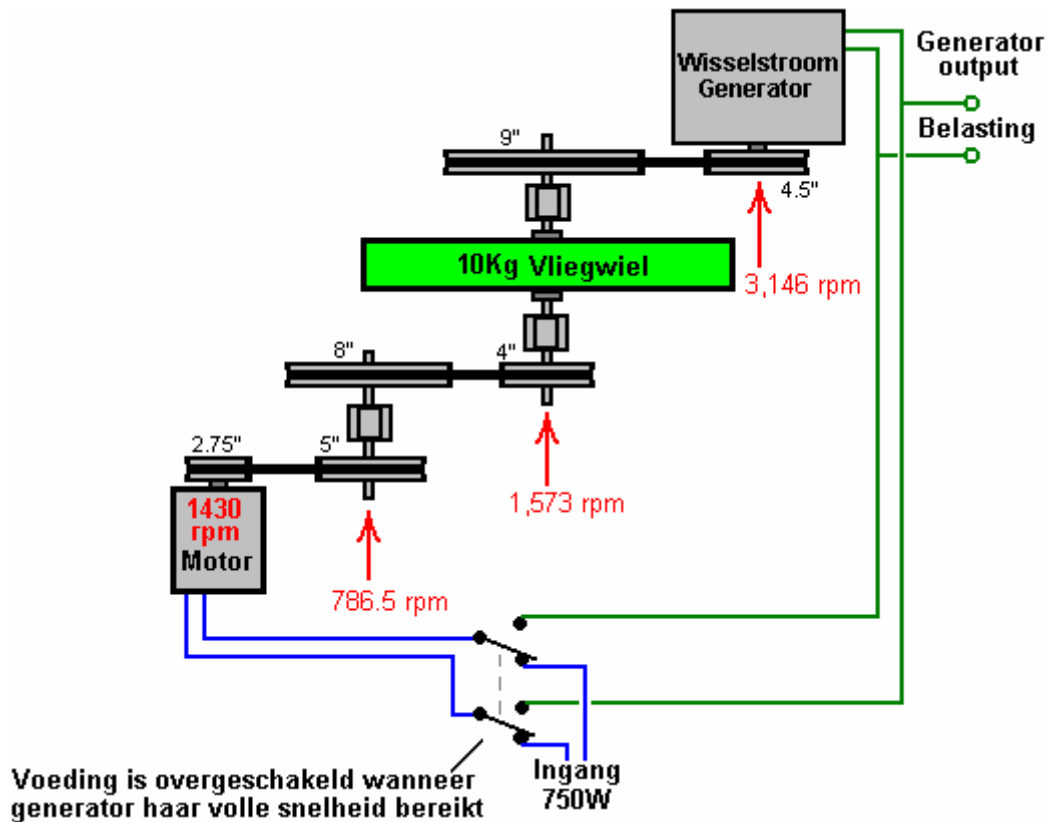 Wisselstroom
Generator
Generator
output
Belasting
9"
4.5"
10Kg Vliegwiel
3,146 rpm
8"
4"
2.75"
5"
1430
rpm
Motor
1,573 rpm
786.5 rpm
Voeding is overgeschakeld wanneer
generator haar volle snelheid bereikt
Ingang
750W